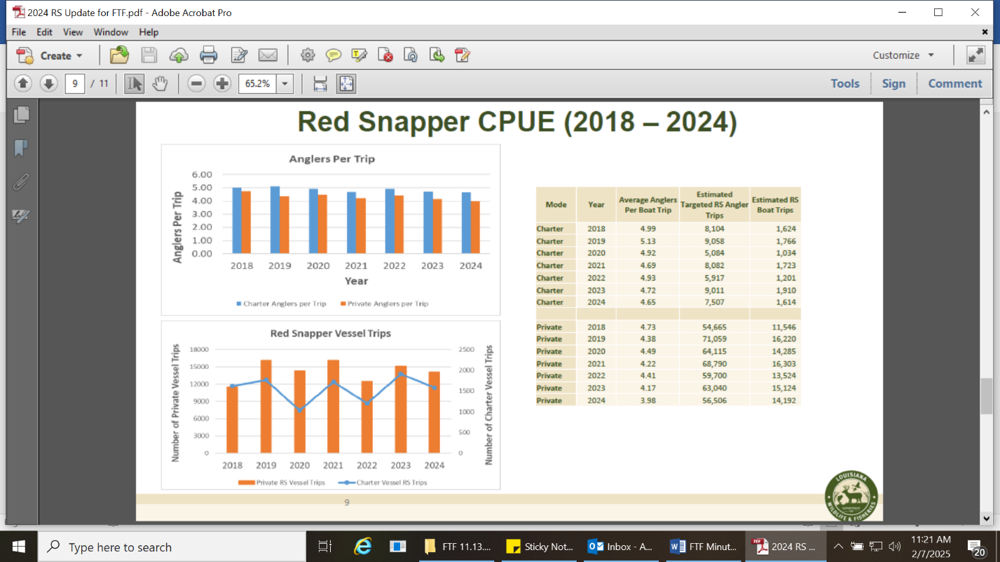 2024 RS Update for FTF.pdf - Adobe Acrobat Pro
File Edit View Window Help
Create
Customize
9 / 11
65.2%
Tools Sign Comment
Red Snapper CPUE (2018 – 2024)
Anglers Per Trip
Anglers Per Trip
6.00
5.00
4.00
3.00
2.00
1.00
0.00
2018 2019 2020 2021 2022 2023 2024
Year
Charter Anglers per Trip Private Anglers per Trip
Red Snapper Vessel Trips
Number of Private Vessel Trips
18000
15000
12000
9000
6000
3000
0
2500
2000
1500
1000
500
0
Number of Charter Vessel Trips
2018 2019 2020 2021 2022 2023 2024
Private RS Vessel Trips Charter Vessel RS Trips
Mode Year Average Anglers Per Boat Trip Estimated Targeted RS Angler Trips Estimated RS Boat Trips
Charter 2018 4.99 8,104 1,624
Charter 2019 5.13 9,058 1,766
Charter 2020 4.92 5,084 1,034
Charter 2021 4.69 8,082 1,723
Charter 2022 4.93 5,917 1,201
Charter 2023 4.72 9,011 1,910
Charter 2024 4.65 7,507 1,614
Private 2018 4.73 54,665 11,546
Private 2019 4.38 71,059 16,220
Private 2020 4.49 64,115 14,285
Private 2021 4.22 68,790 16,303
Private 2022 4.41 59,700 13,524
Private 2023 4.17 63,040 15,124
Private 2024 3.98 56,506 14,192
9
LOUISIANA
DEPARTMENT OF
WILDLIFE & FISHERIES
Type here to search
FTF 11.13....
Sticky Not...
Inbox - A...
FTF Minut...
2024 RS ...
11:21 AM
2/7/2025
20